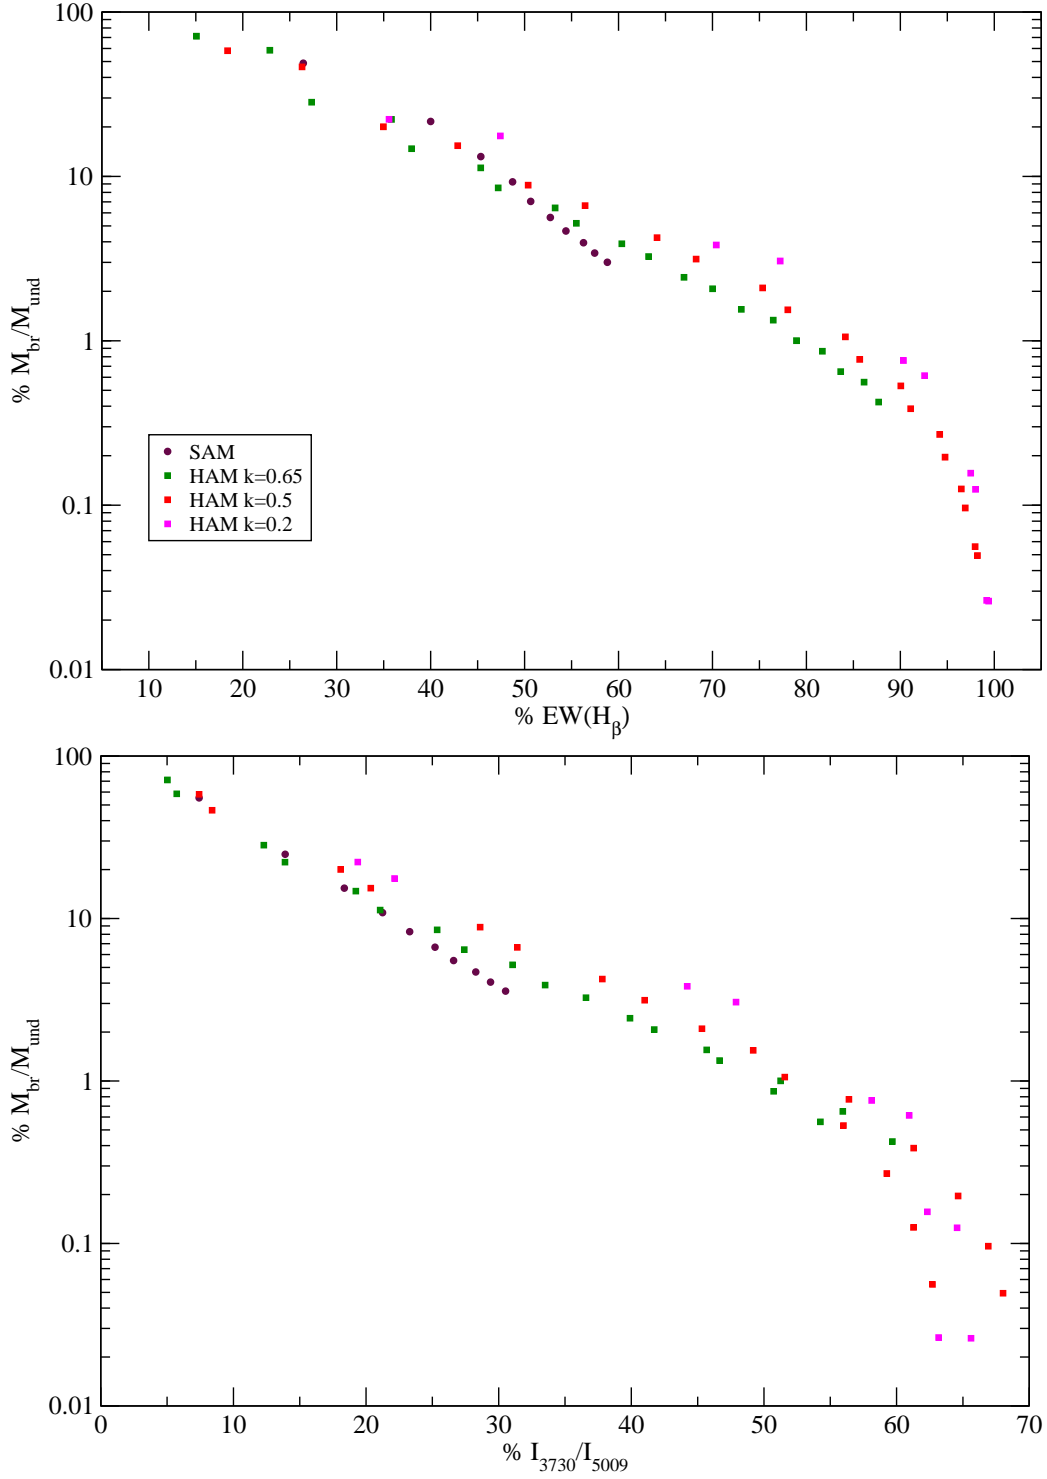 100
10
1
0.1
0.01
% M_br/M_und
SAM
HAM k=0.65
HAM k=0.5
HAM k=0.2
10 20 30 40 50 60 70 80 90 100
% EW(H_β)
100
10
1
0.1
0.01
% M_br/M_und
0 10 20 30 40 50 60 70
% I_3730/I_5009